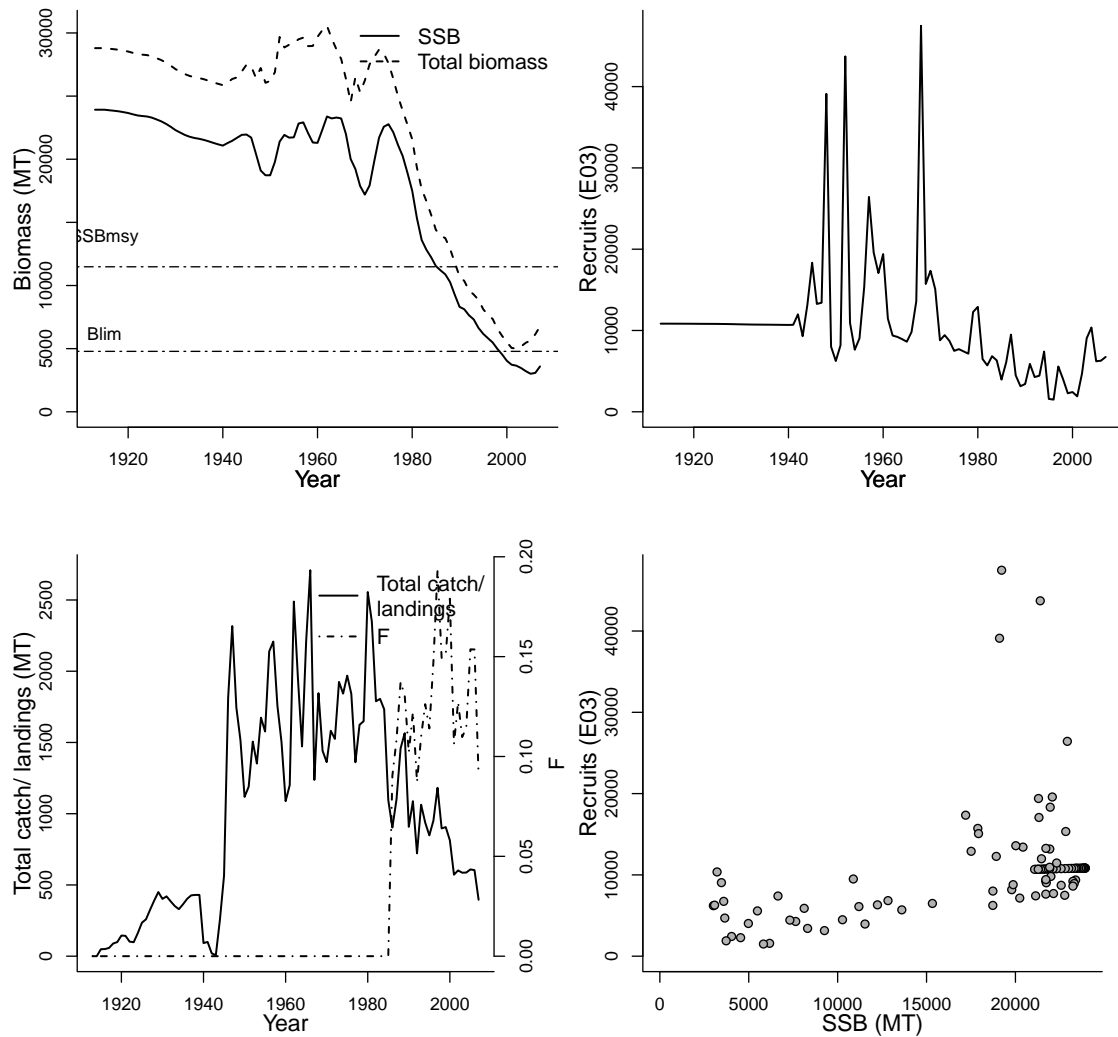 Biomass (MT)
30000
20000
10000
5000
0
SSB
Total biomass
SSBmsy
Blim
1920
1940
1960
1980
2000
Year
Recruits (E03)
40000
30000
20000
10000
0
1920
1940
1960
1980
2000
Year
Total catch/ landings (MT)
2500
2000
1500
1000
500
0
Total catch/
landings
F
0.20
0.15
0.10
0.05
0.00
F
1920
1940
1960
1980
2000
Year
Recruits (E03)
40000
30000
20000
10000
0
0
5000
10000
15000
20000
SSB (MT)